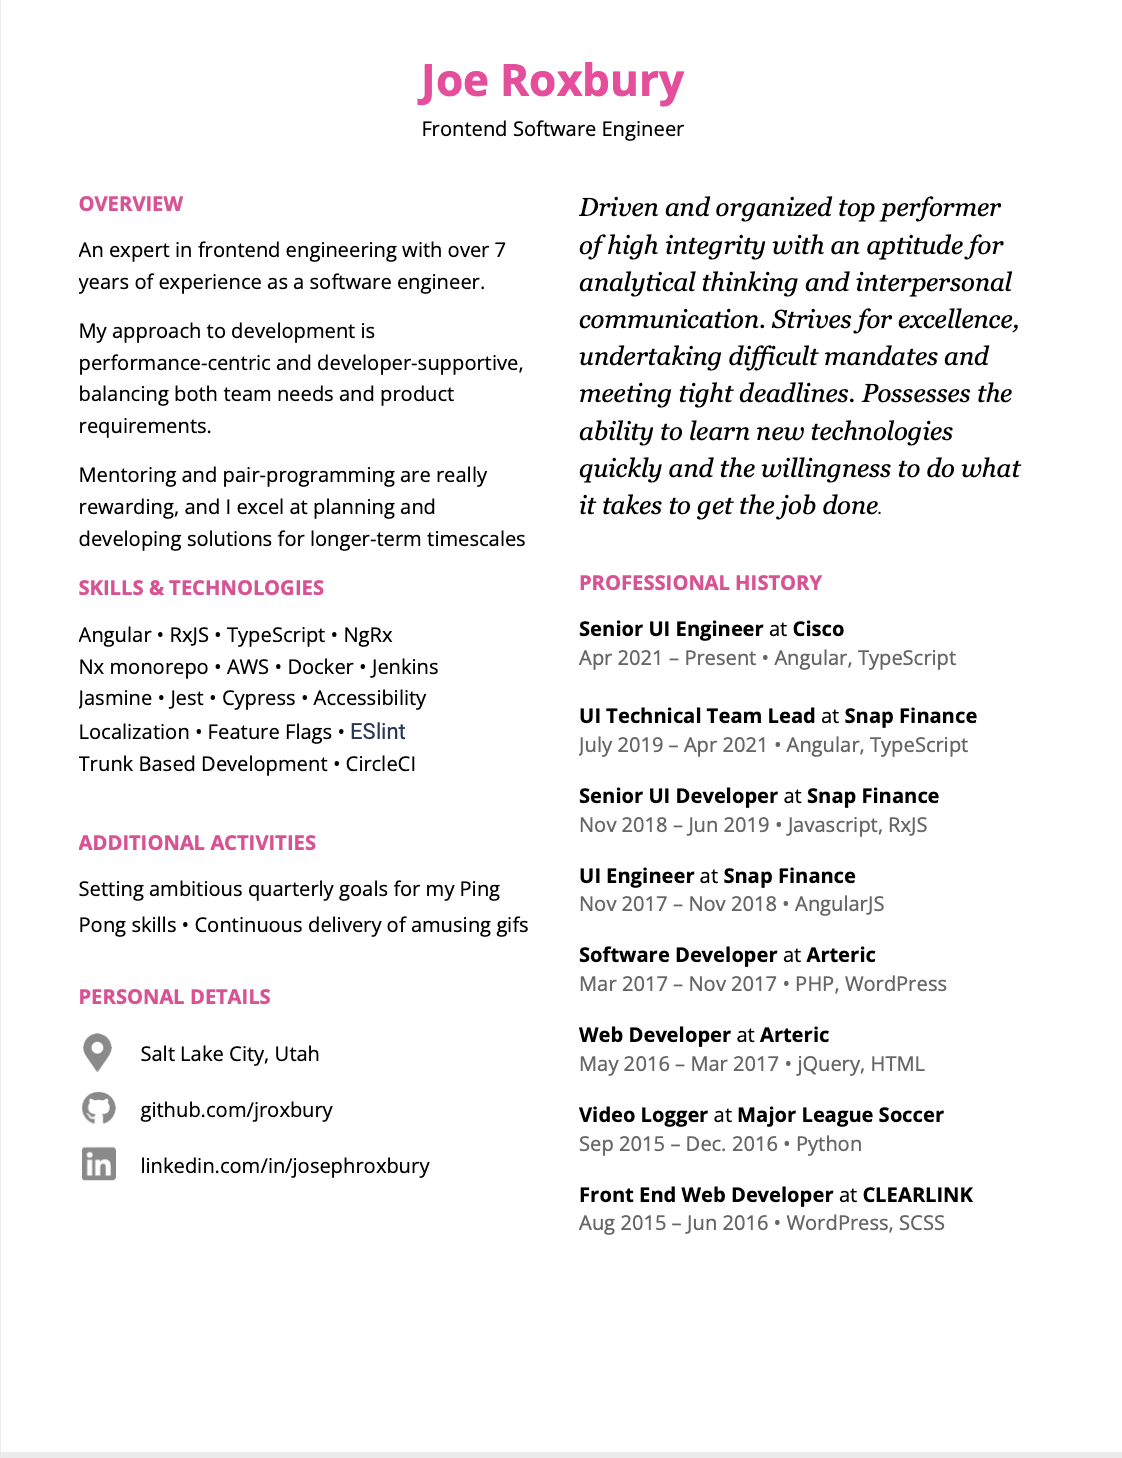 Joe Roxbury
Frontend Software Engineer
OVERVIEW
An expert in frontend engineering with over 7
years of experience as a software engineer.
My approach to development is
performance-centric and developer-supportive,
balancing both team needs and product
requirements.
Mentoring and pair-programming are really
rewarding, and I excel at planning and
developing solutions for longer-term timescales
SKILLS & TECHNOLOGIES
Angular • RxJS • TypeScript • NgRx
Nx monorepo • AWS • Docker • Jenkins
Jasmine • Jest • Cypress • Accessibility
Localization • Feature Flags • ESlint
Trunk Based Development • CircleCI
ADDITIONAL ACTIVITIES
Setting ambitious quarterly goals for my Ping
Pong skills • Continuous delivery of amusing gifs
PERSONAL DETAILS
Salt Lake City, Utah
github.com/jroxbury
linkedin.com/in/josephroxbury
Driven and organized top performer
of high integrity with an aptitude for
analytical thinking and interpersonal
communication. Strives for excellence,
undertaking difficult mandates and
meeting tight deadlines. Possesses the
ability to learn new technologies
quickly and the willingness to do what
it takes to get the job done.
PROFESSIONAL HISTORY
Senior UI Engineer at Cisco
Apr 2021 – Present • Angular, TypeScript
UI Technical Team Lead at Snap Finance
July 2019 – Apr 2021 • Angular, TypeScript
Senior UI Developer at Snap Finance
Nov 2018 – Jun 2019 • Javascript, RxJS
UI Engineer at Snap Finance
Nov 2017 – Nov 2018 • AngularJS
Software Developer at Arteric
Mar 2017 – Nov 2017 • PHP, WordPress
Web Developer at Arteric
May 2016 – Mar 2017 • jQuery, HTML
Video Logger at Major League Soccer
Sep 2015 – Dec. 2016 • Python
Front End Web Developer at CLEARLINK
Aug 2015 – Jun 2016 • WordPress, SCSS